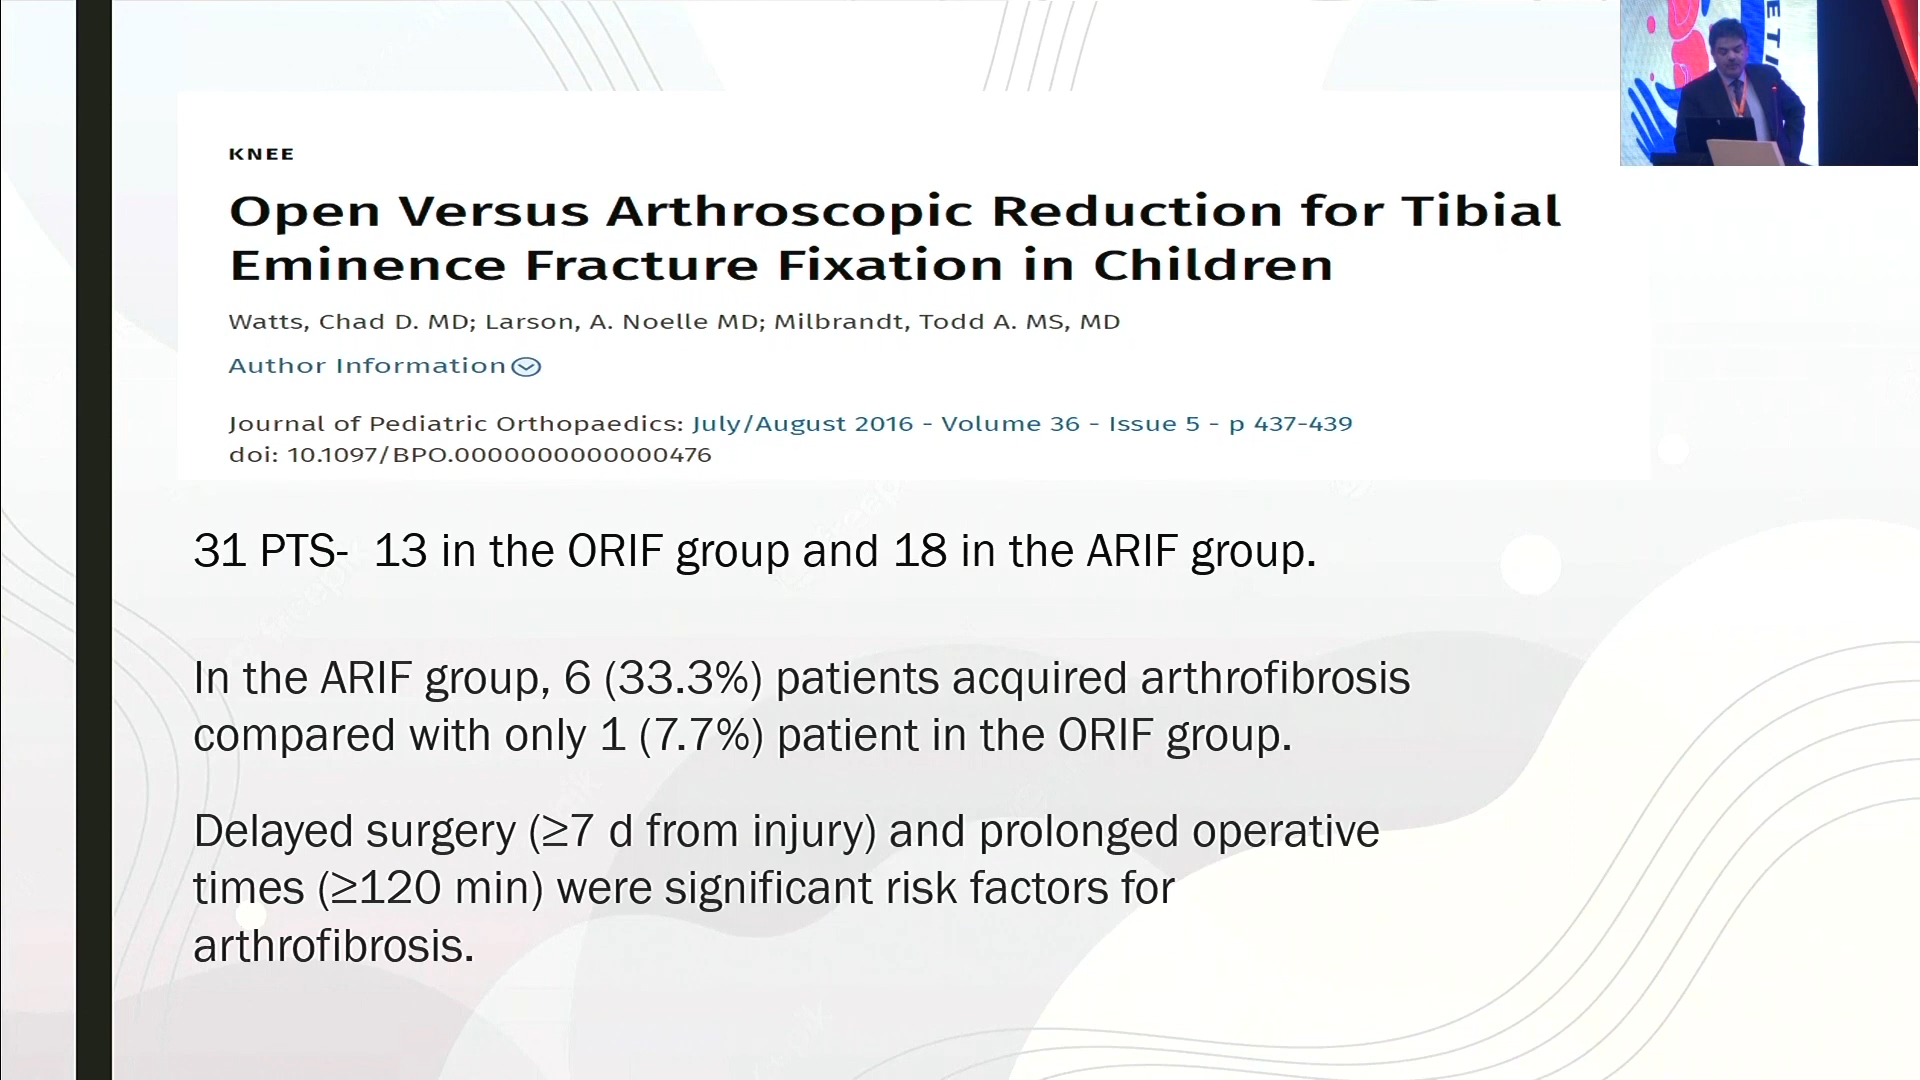 KNEE
Open Versus Arthroscopic Reduction for Tibial
Eminence Fracture Fixation in Children
Watts, Chad D. MD; Larson, A. Noelle MD; Milbrandt, Todd A. MS, MD
Author Information
Journal of Pediatric Orthopaedics: July/August 2016 - Volume 36 - Issue 5 - p 437-439
doi: 10.1097/BPO.0000000000000476
31 PTS- 13 in the ORIF group and 18 in the ARIF group.
In the ARIF group, 6 (33.3%) patients acquired arthrofibrosis
compared with only 1 (7.7%) patient in the ORIF group.
Delayed surgery (≥7 d from injury) and prolonged operative
times (≥120 min) were significant risk factors for
arthrofibrosis.